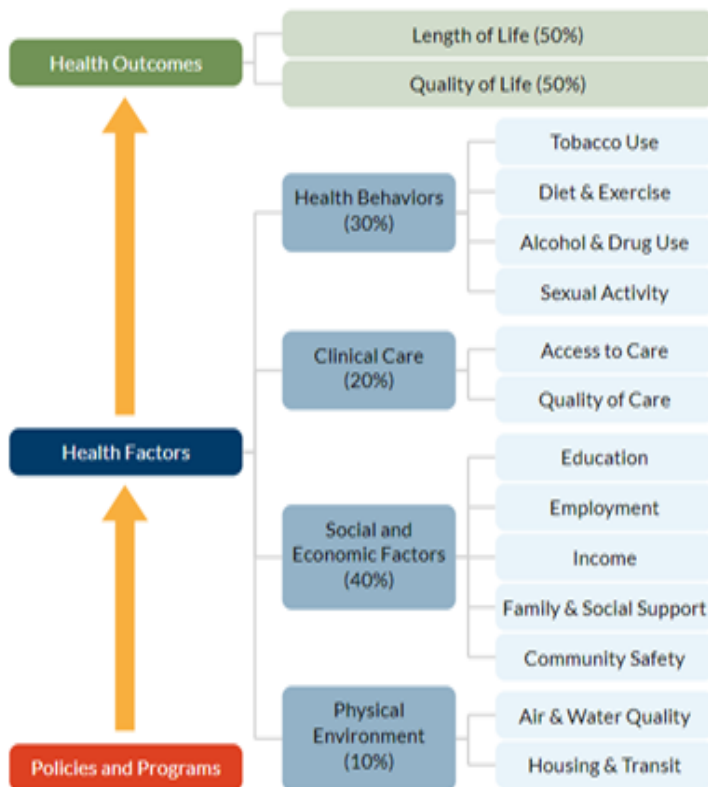 Health Outcomes
Length of Life (50%)
Quality of Life (50%)
Health Factors
Health Behaviors
(30%)
Tobacco Use
Diet & Exercise
Alcohol & Drug Use
Sexual Activity
Clinical Care
(20%)
Access to Care
Quality of Care
Social and
Economic Factors
(40%)
Education
Employment
Income
Family & Social Support
Community Safety
Physical
Environment
(10%)
Air & Water Quality
Housing & Transit
Policies and Programs